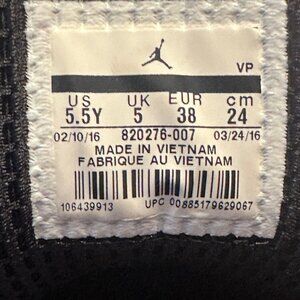 VP
US UK EUR cm
5.5Y 5 38 24
02/10/16 820276-007 03/24/16
MADE IN VIETNAM
FABRIQUE AU VIETNAM
106439913 UPC 00885179629067